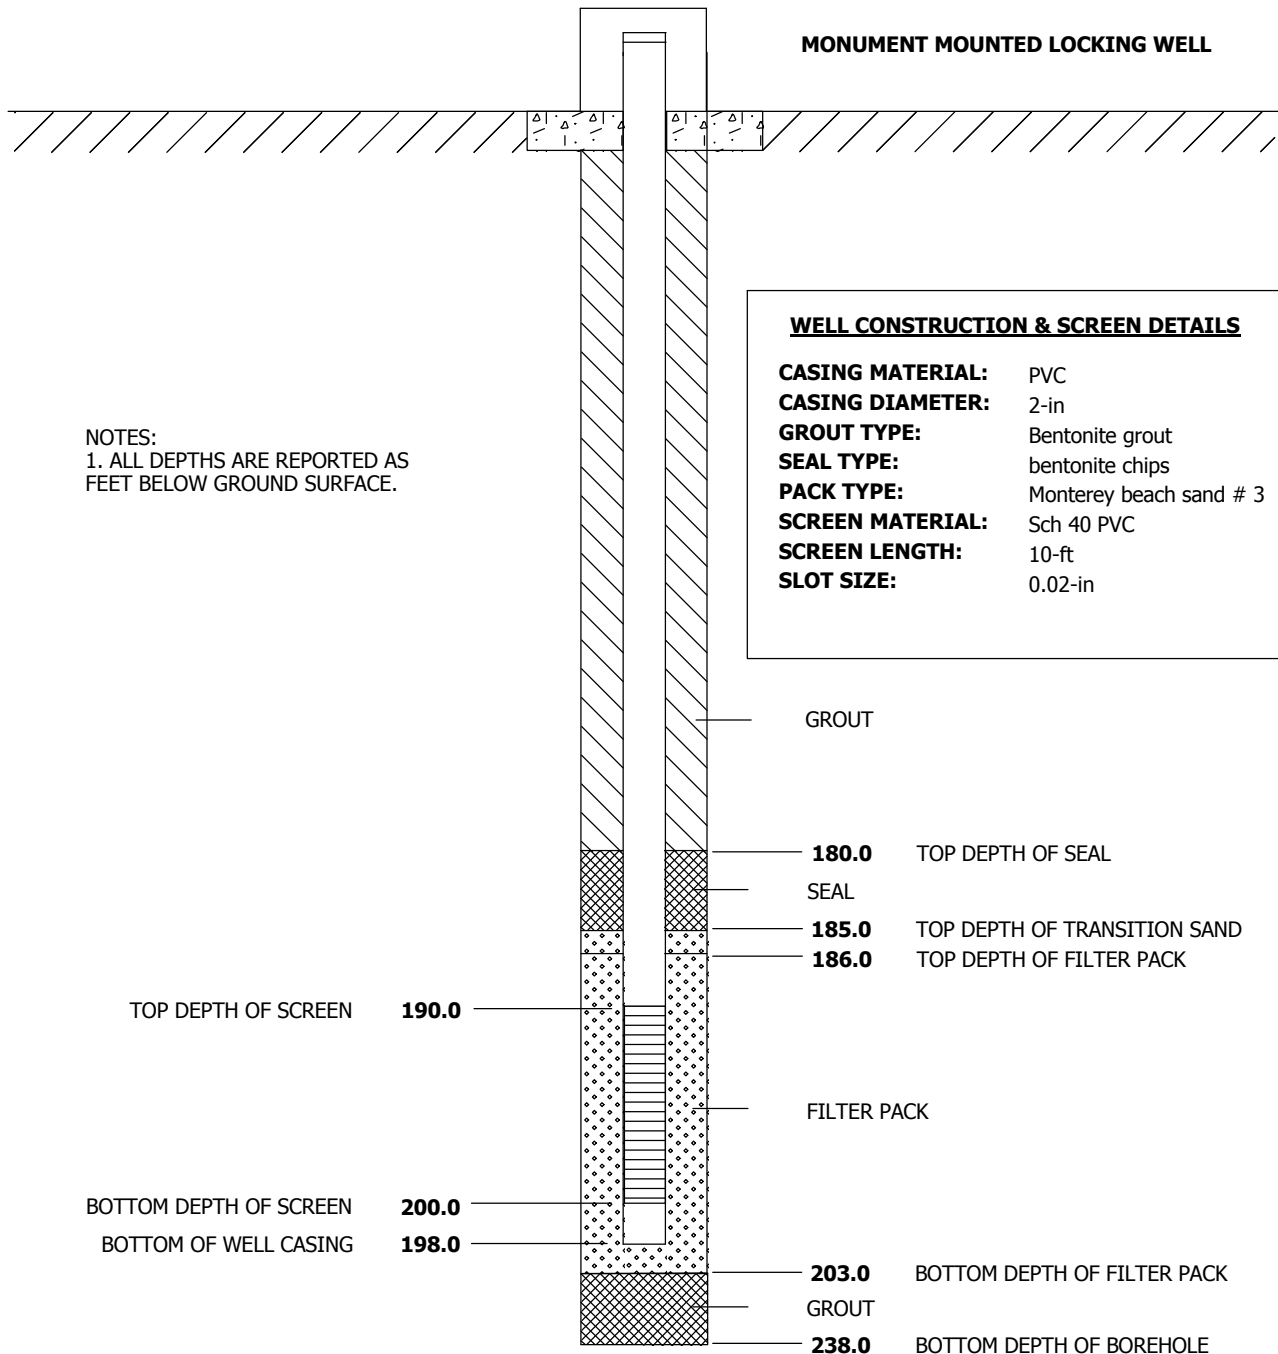 MONUMENT MOUNTED LOCKING WELL
WELL CONSTRUCTION & SCREEN DETAILS
CASING MATERIAL: PVC
CASING DIAMETER: 2-in
GROUT TYPE: Bentonite grout
SEAL TYPE: bentonite chips
PACK TYPE: Monterey beach sand # 3
SCREEN MATERIAL: Sch 40 PVC
SCREEN LENGTH: 10-ft
SLOT SIZE: 0.02-in
NOTES:
1. ALL DEPTHS ARE REPORTED AS
FEET BELOW GROUND SURFACE.
GROUT
180.0 TOP DEPTH OF SEAL
SEAL
185.0 TOP DEPTH OF TRANSITION SAND
186.0 TOP DEPTH OF FILTER PACK
TOP DEPTH OF SCREEN 190.0
FILTER PACK
BOTTOM DEPTH OF SCREEN 200.0
BOTTOM OF WELL CASING 198.0
203.0 BOTTOM DEPTH OF FILTER PACK
GROUT
238.0 BOTTOM DEPTH OF BOREHOLE